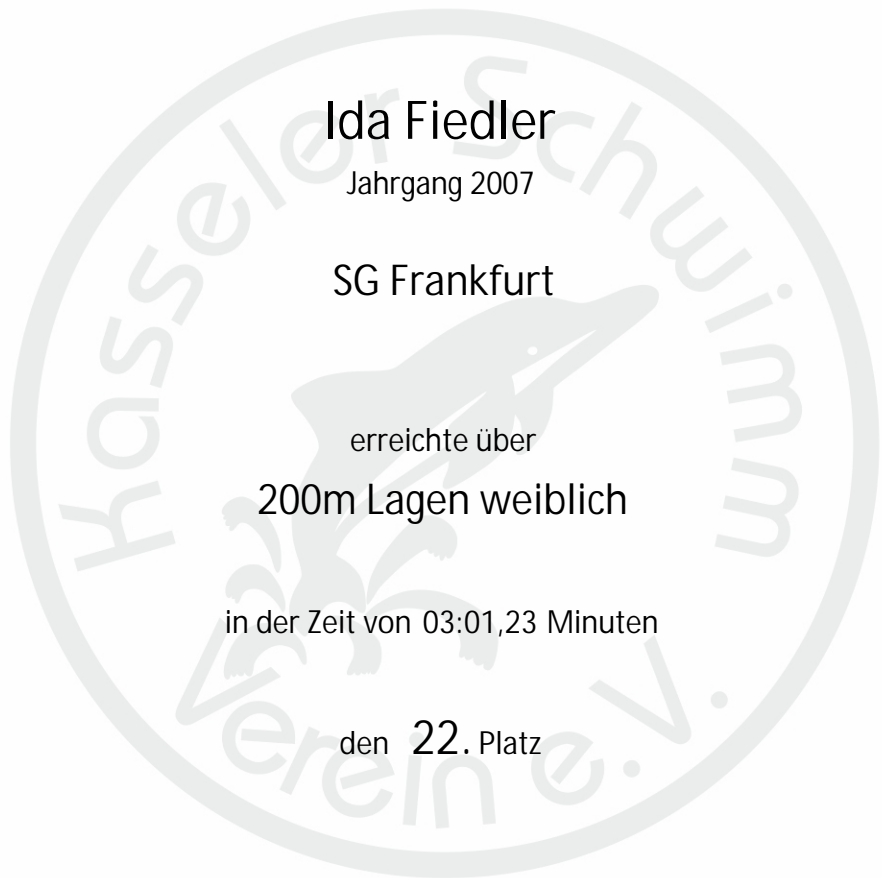 Kasseler Schwimm
Ida Fiedler
Jahrgang 2007
SG Frankfurt
erreichte über
200m Lagen weiblich
in der Zeit von 03:01,23 Minuten
den 22. Platz
Verein e.V.